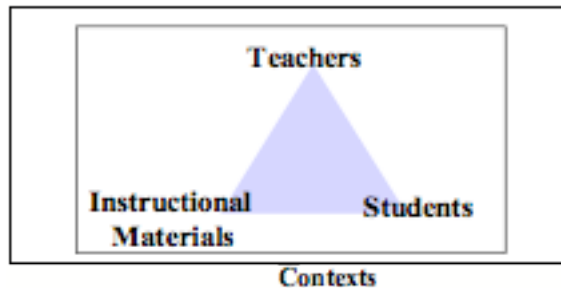 Teachers
Instructional
Materials
Students
Contexts